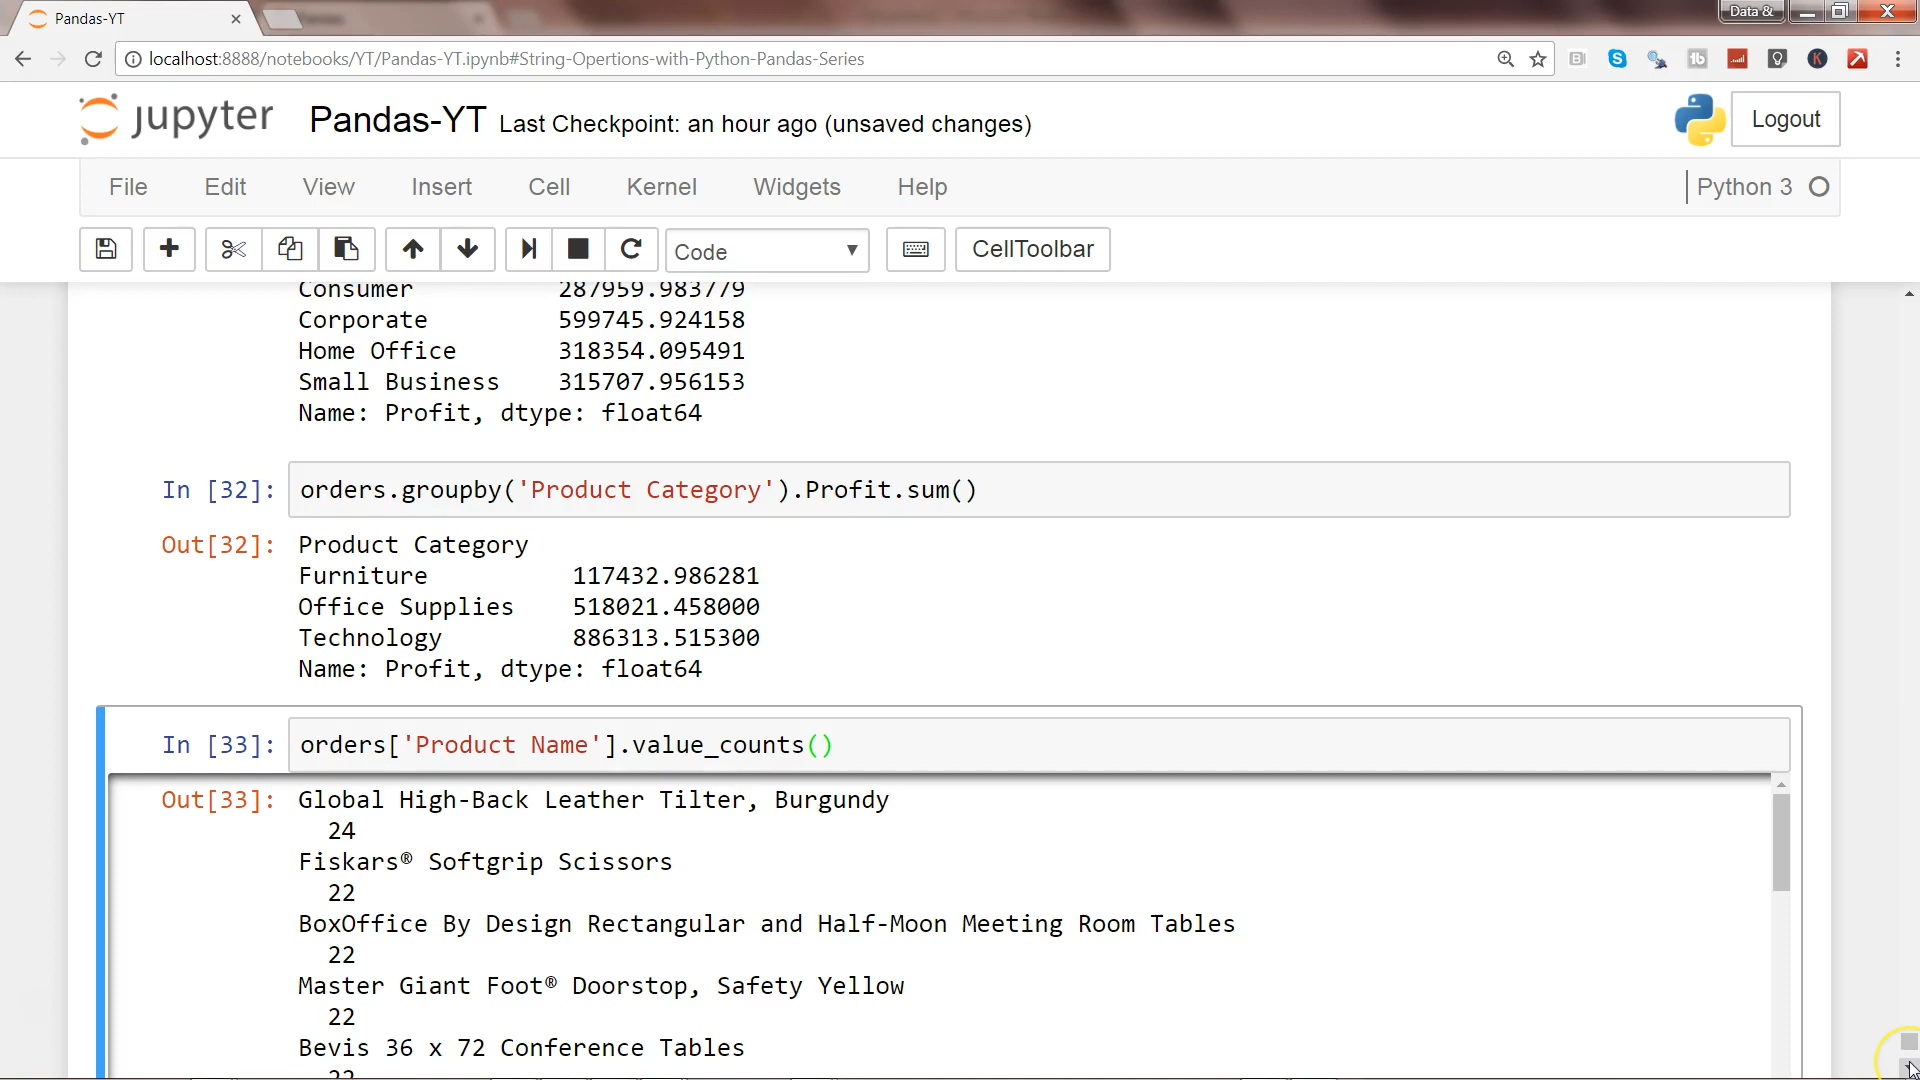 Pandas-YT
Data &
localhost:8888/notebooks/YT/Pandas-YT.ipynb#String-Opertions-with-Python-Pandas-Series
jupyter Pandas-YT Last Checkpoint: an hour ago (unsaved changes)
Logout
File Edit View Insert Cell Kernel Widgets Help
Python 3
Code
CellToolbar
Consumer 287959.983779
Corporate 599745.924158
Home Office 318354.095491
Small Business 315707.956153
Name: Profit, dtype: float64
In [32]: orders.groupby('Product Category').Profit.sum()
Out[32]: Product Category
Furniture 117432.986281
Office Supplies 518021.458000
Technology 886313.515300
Name: Profit, dtype: float64
In [33]: orders['Product Name'].value_counts()
Out[33]: Global High-Back Leather Tilter, Burgundy
24
Fiskars® Softgrip Scissors
22
BoxOffice By Design Rectangular and Half-Moon Meeting Room Tables
22
Master Giant Foot® Doorstop, Safety Yellow
22
Bevis 36 x 72 Conference Tables
22